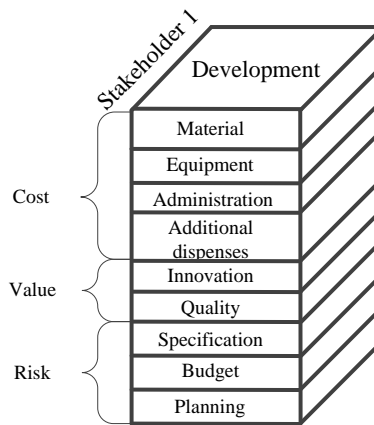 Stakeholder 1
Development
Material
Equipment
Administration
Additional
dispenses
Innovation
Quality
Specification
Budget
Planning
Cost
Value
Risk